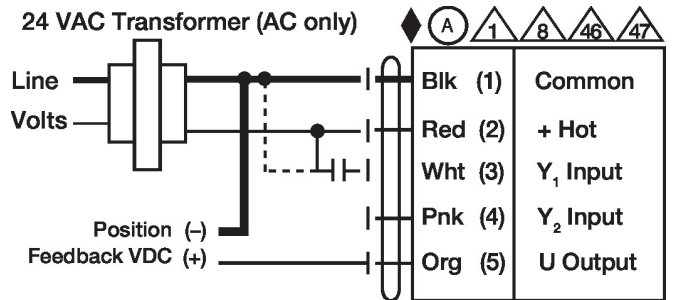 24 VAC Transformer (AC only)
A 1 8 46 47
Line
Volts
Blk (1) Common
Red (2) + Hot
Wht (3) Y1 Input
Pnk (4) Y2 Input
Position (–)
Feedback VDC (+)
Org (5) U Output